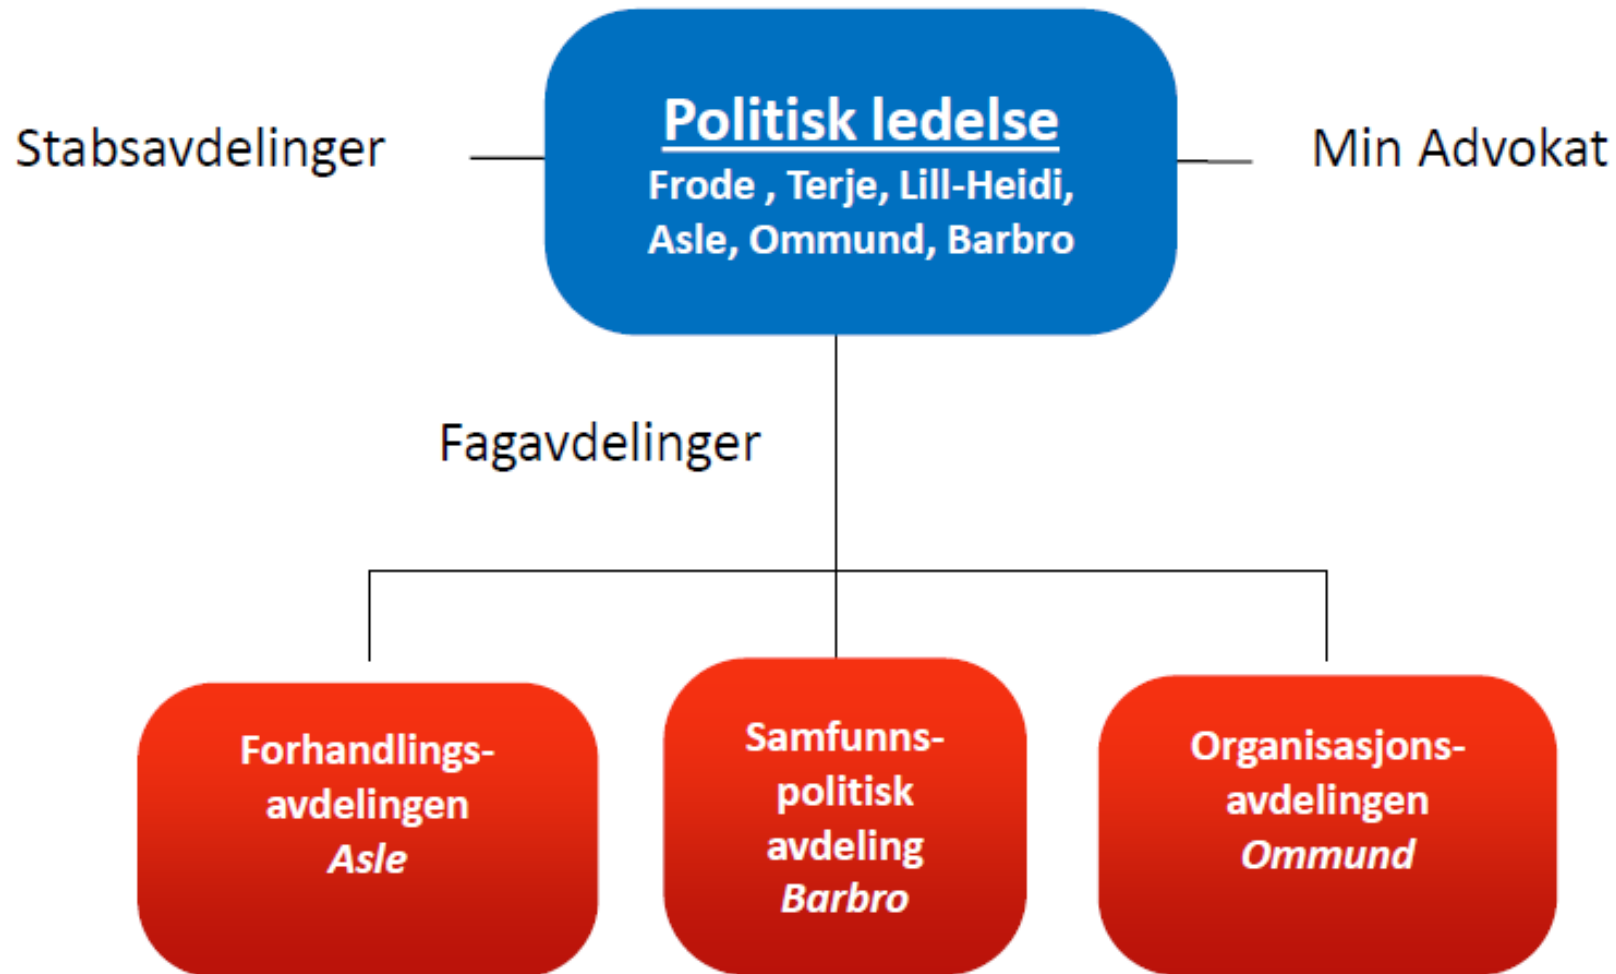 Politisk ledelse
Stabsavdelinger
Min Advokat
Frode , Terje, Lill-Heidi,
Asle, Ommund, Barbro
Fagavdelinger
Forhandlings-
avdelingen
Asle
Samfunns-
politisk
avdeling
Barbro
Organisasjons-
avdelingen
Ommund